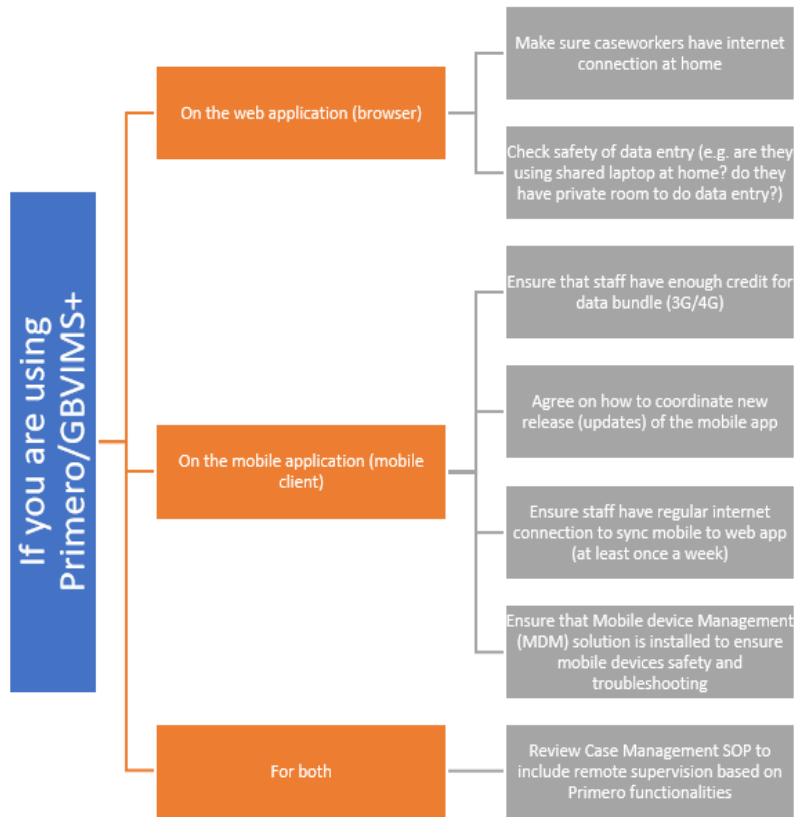 If you are using
Primero/GBVIMS+
On the web application (browser)
Make sure caseworkers have internet
connection at home
Check safety of data entry (e.g. are they
using shared laptop at home? do they
have private room to do data entry?)
On the mobile application (mobile
client)
Ensure that staff have enough credit for
data bundle (3G/4G)
Agree on how to coordinate new
release (updates) of the mobile app
Ensure staff have regular internet
connection to sync mobile to web app
(at least once a week)
Ensure that Mobile device Management
(MDM) solution is installed to ensure
mobile devices safety and
troubleshooting
For both
Review Case Management SOP to
include remote supervision based on
Primero functionalities